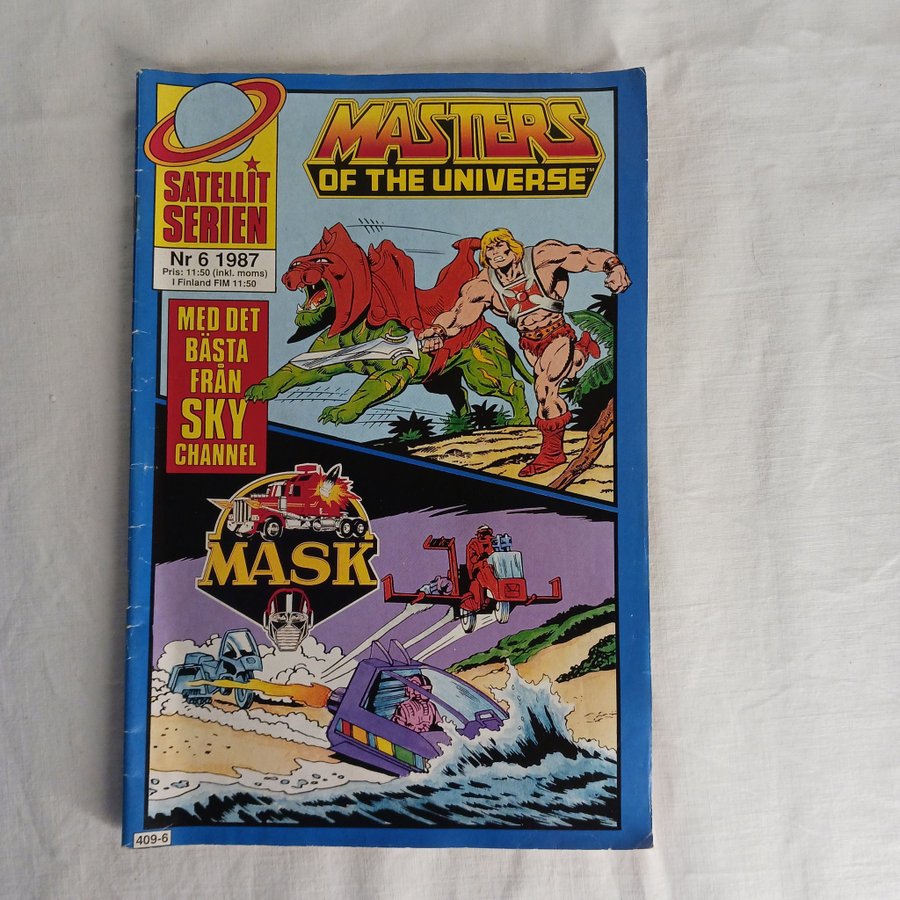 MASTERS
OF THE UNIVERSE™
SATELLIT
SERIEN
Nr 6 1987
Pris: 11:50 (inkl. moms)
I Finland FIM 11:50
MED DET
BÄSTA
FRÅN
SKY
CHANNEL
MASK
409-6